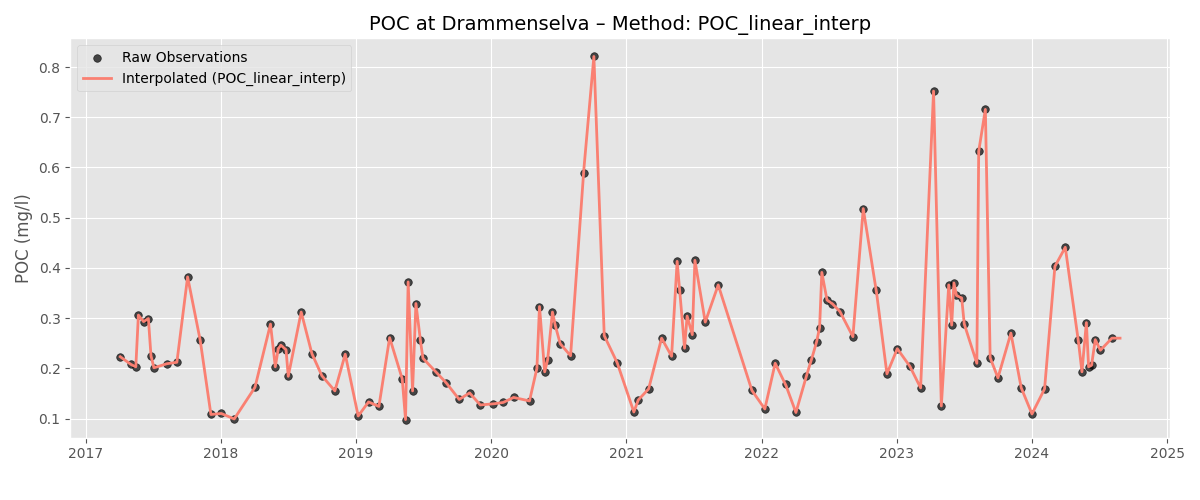 POC at Drammenselva – Method: POC_linear_interp
Raw Observations
Interpolated (POC_linear_interp)
POC (mg/l)
0.8
0.7
0.6
0.5
0.4
0.3
0.2
0.1
2017 2018 2019 2020 2021 2022 2023 2024 2025